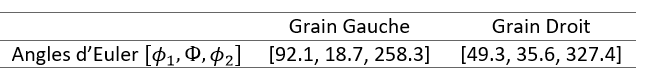 Grain Gauche Grain Droit
Angles d’Euler [ϕ₁, Φ, ϕ₂] [92.1, 18.7, 258.3] [49.3, 35.6, 327.4]